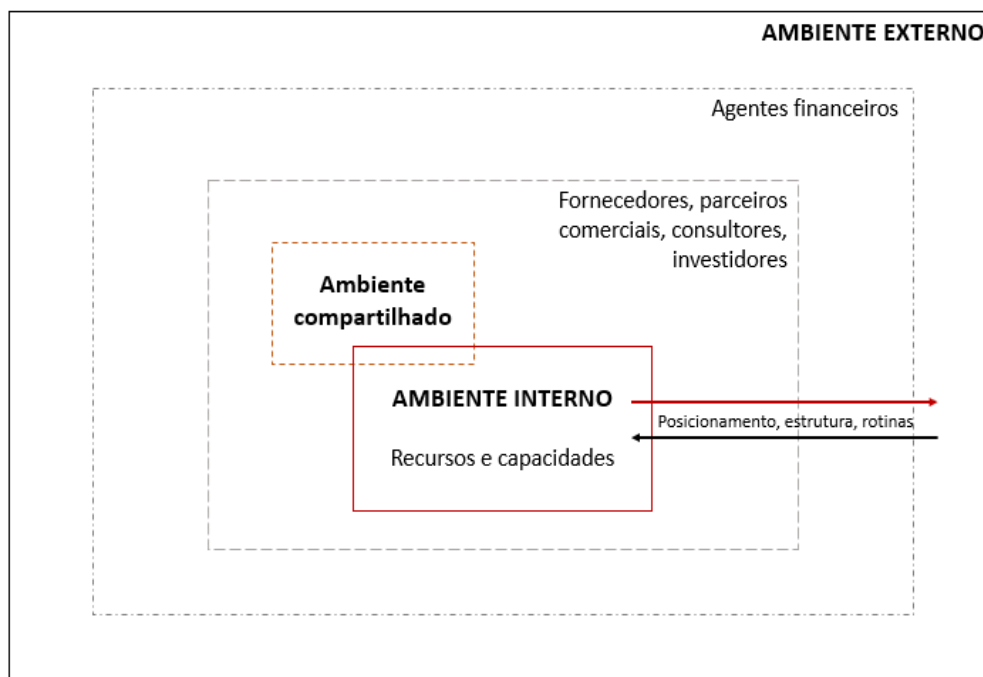 AMBIENTE EXTERNO
Agentes financeiros
Fornecedores, parceiros
comerciais, consultores,
investidores
Ambiente
compartilhado
AMBIENTE INTERNO
Recursos e capacidades
Posicionamento, estrutura, rotinas